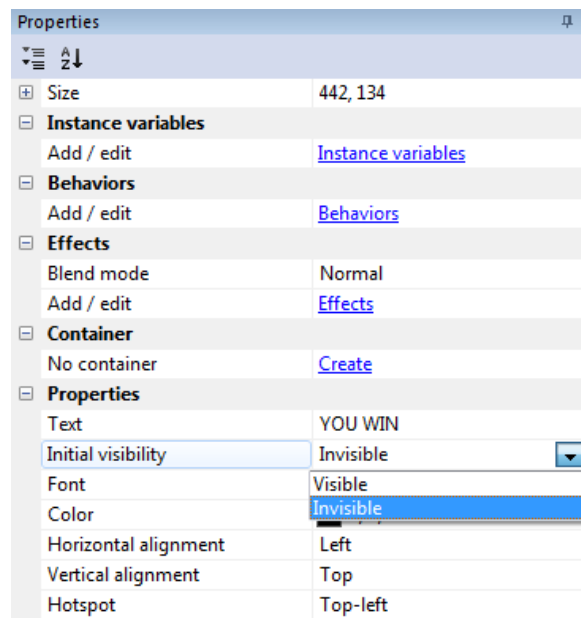 Properties
Size 442, 134
Instance variables
Add / edit Instance variables
Behaviors
Add / edit Behaviors
Effects
Blend mode Normal
Add / edit Effects
Container
No container Create
Properties
Text YOU WIN
Initial visibility Invisible
Font Visible
Color Invisible
Horizontal alignment Left
Vertical alignment Top
Hotspot Top-left